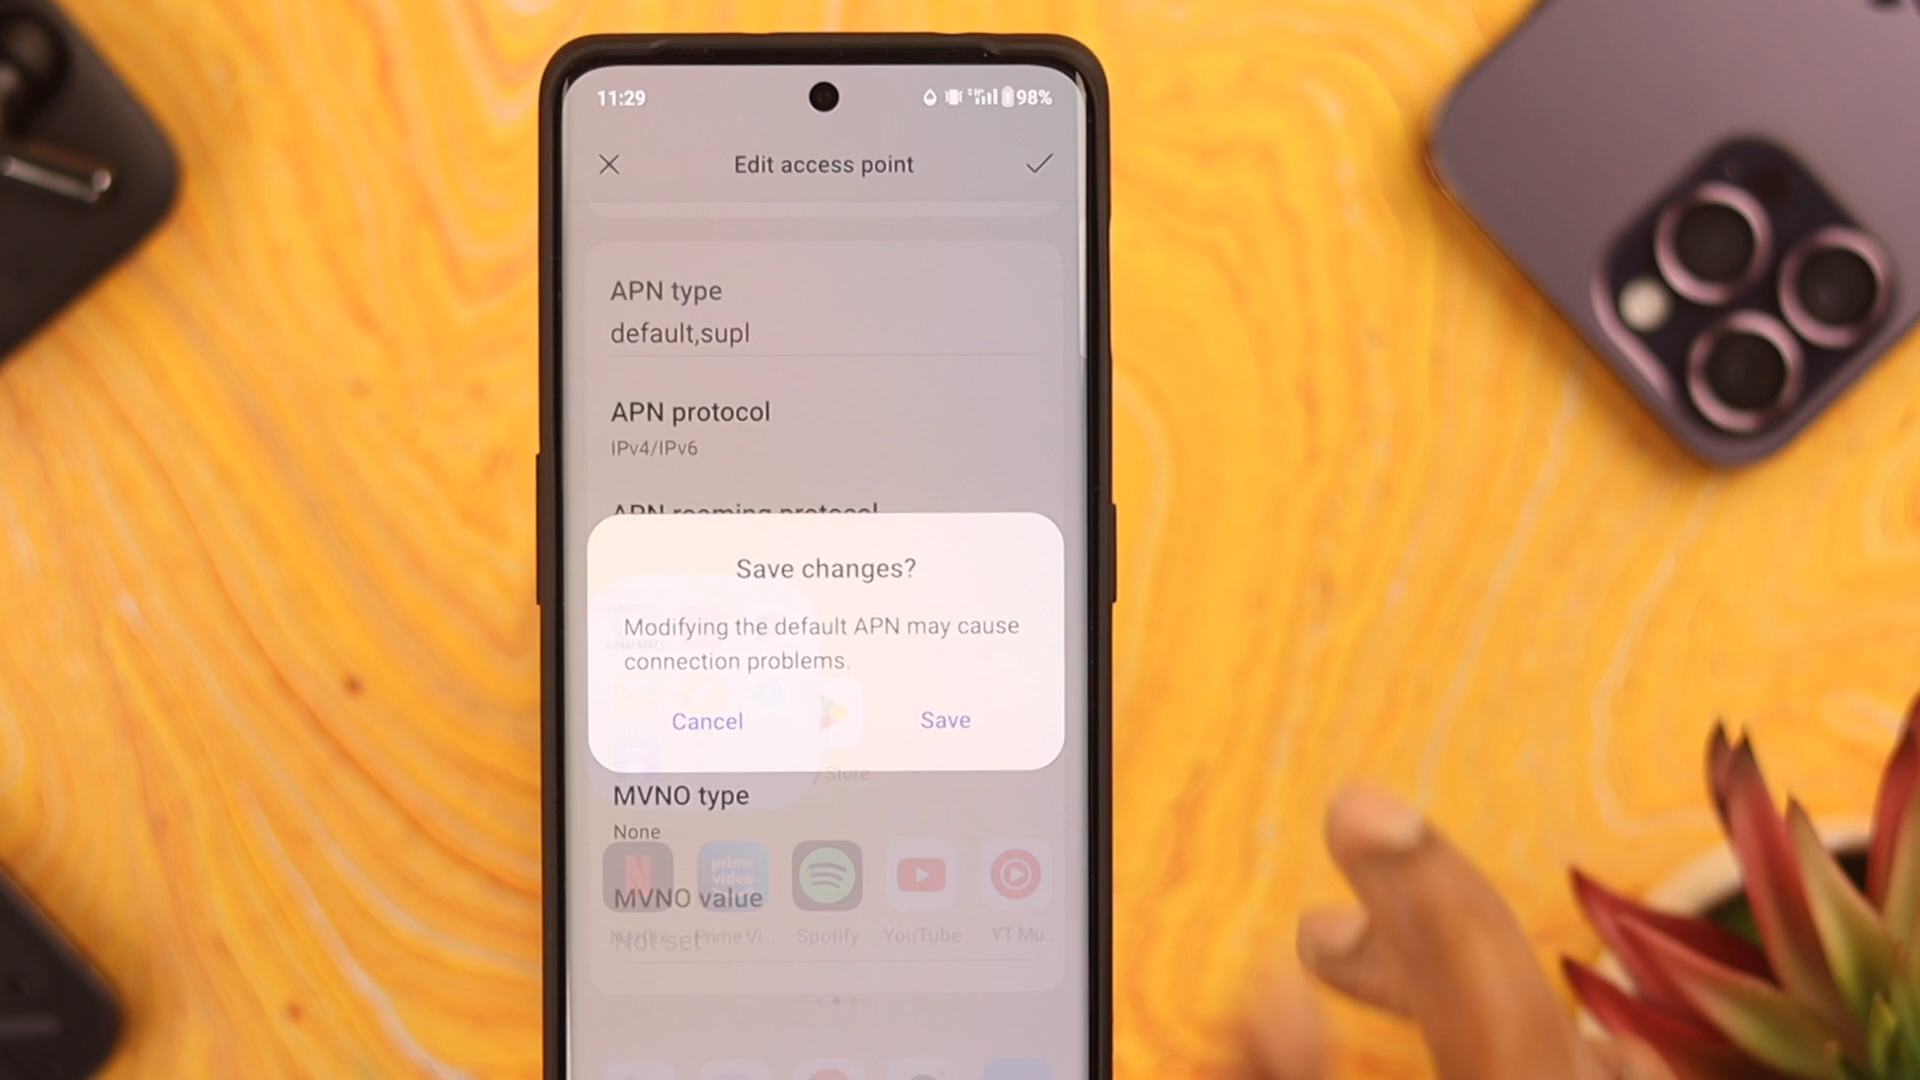 11:29
98%
Edit access point
APN type
default,supl
APN protocol
IPv4/IPv6
APN roaming protocol
Save changes?
Modifying the default APN may cause
connection problems.
Cancel
Save
Store
MVNO type
None
prime
video
MVNO value
Not set
Netflix
Prime Vi...
Spotify
YouTube
YT Mu...